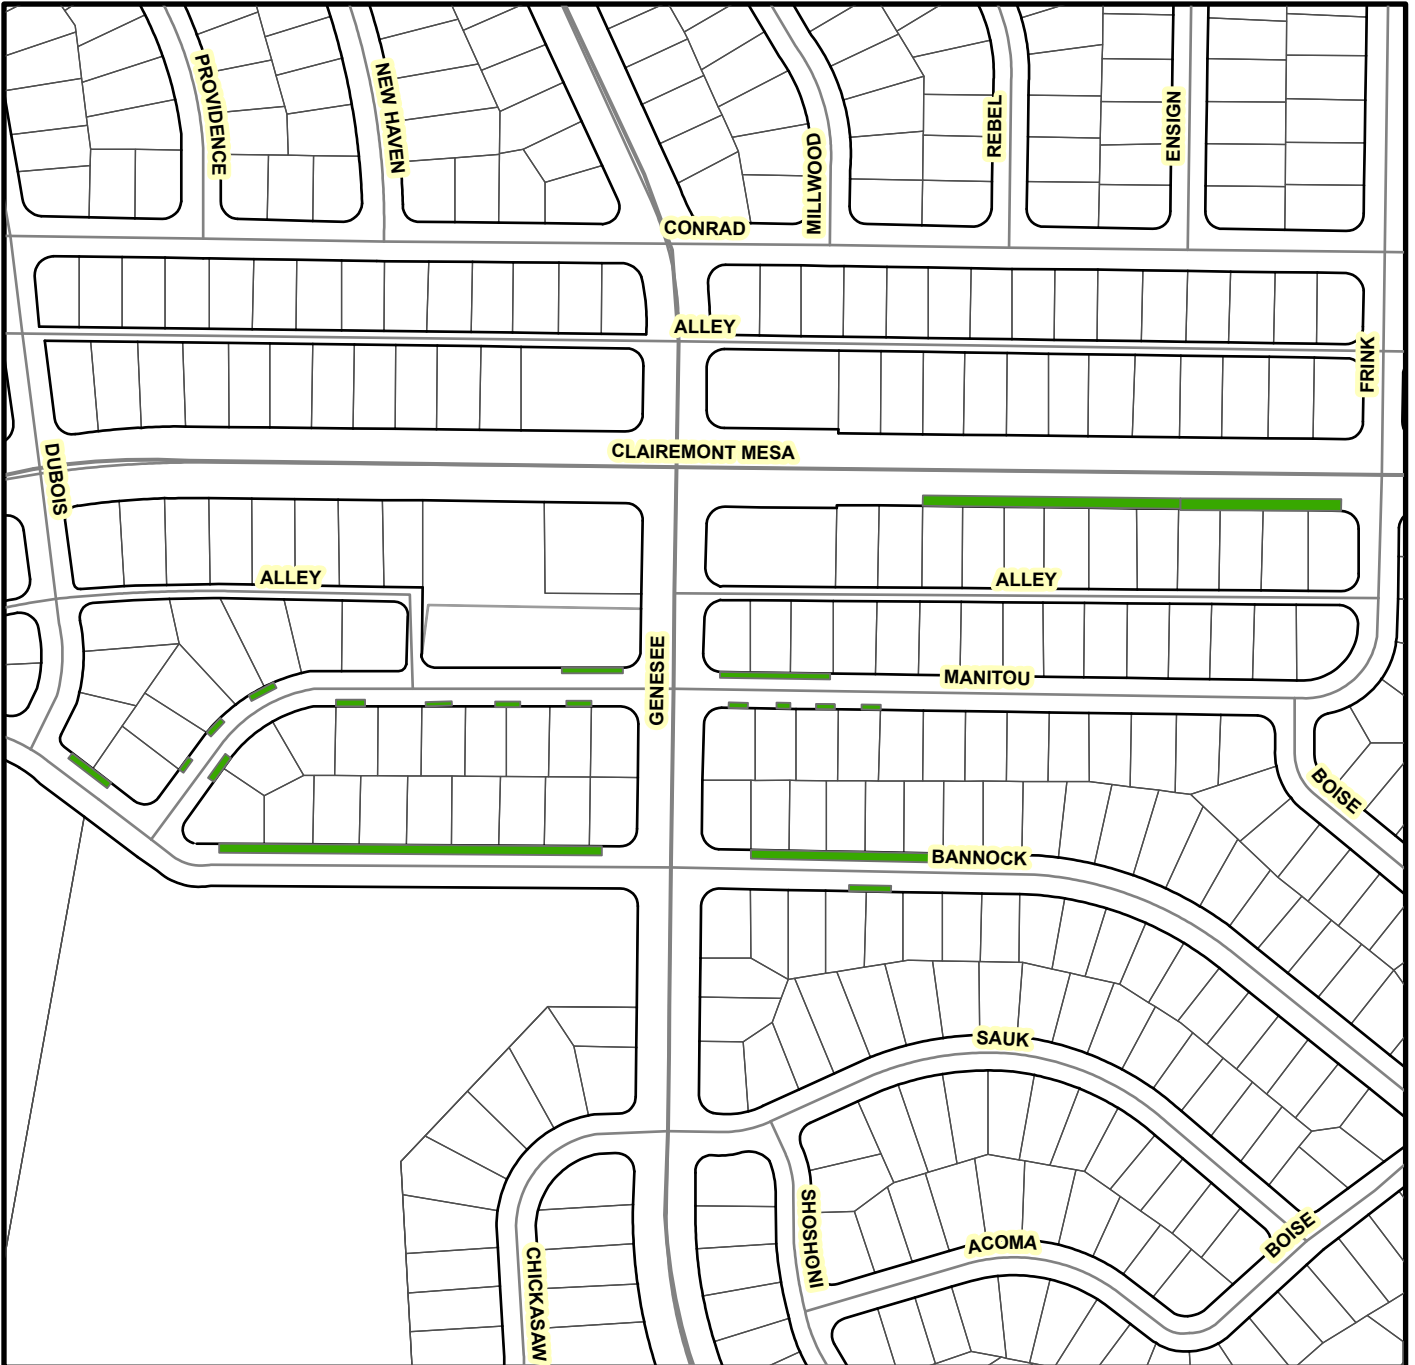 PROVIDENCE
NEW HAVEN
MILLWOOD
REBEL
ENSIGN
CONRAD
ALLEY
FRINK
CLAIREMONT MESA
DUBOIS
ALLEY
ALLEY
GENESEE
MANITOU
BOISE
BANNOCK
SAUK
SHOSHONI
ACOMA
BOISE
CHICKASAW